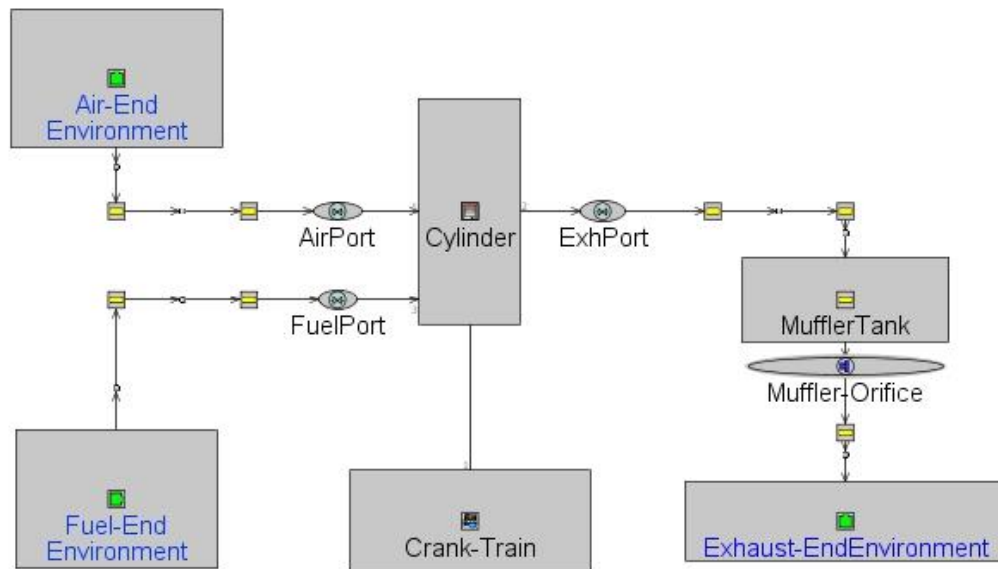 Air-End
Environment
AirPort
Cylinder
ExhPort
FuelPort
MufflerTank
Muffler-Orifice
Fuel-End
Environment
Crank-Train
Exhaust-EndEnvironment